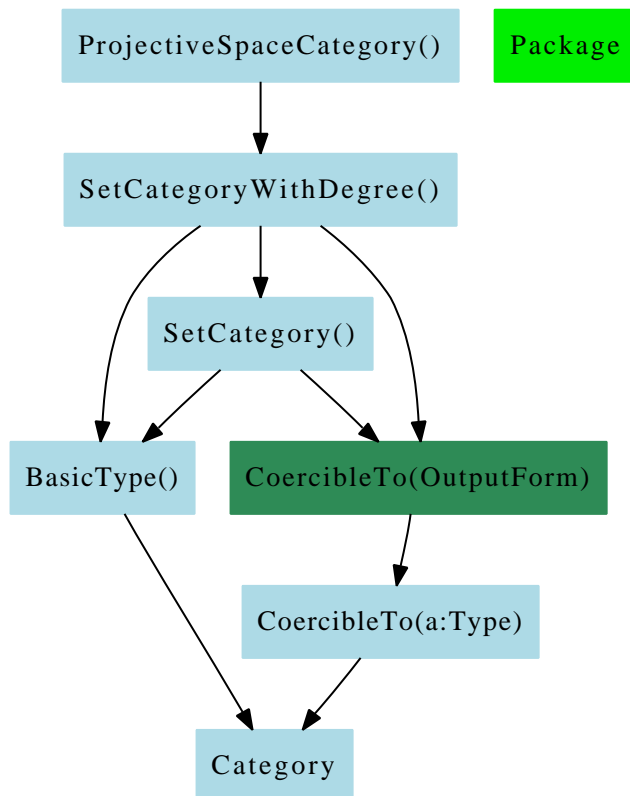 ProjectiveSpaceCategory()
Package
SetCategoryWithDegree()
SetCategory()
BasicType()
CoercibleTo(OutputForm)
CoercibleTo(a:Type)
Category